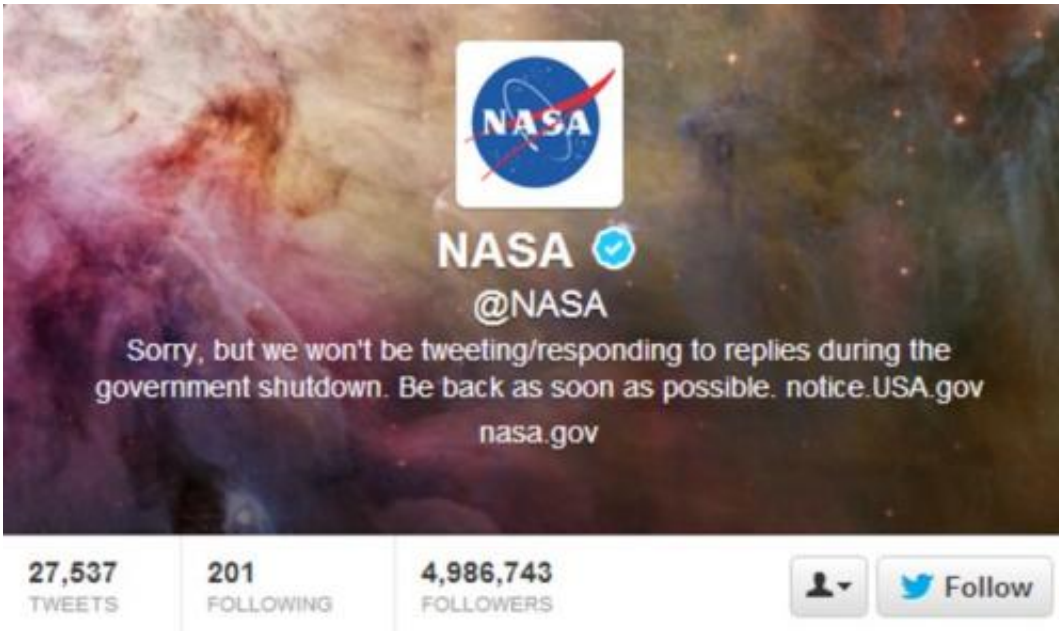 NASA
NASA
@NASA
Sorry, but we won't be tweeting/responding to replies during the
government shutdown. Be back as soon as possible. notice.USA.gov
nasa.gov
27,537 201 4,986,743
TWEETS FOLLOWING FOLLOWERS
Follow